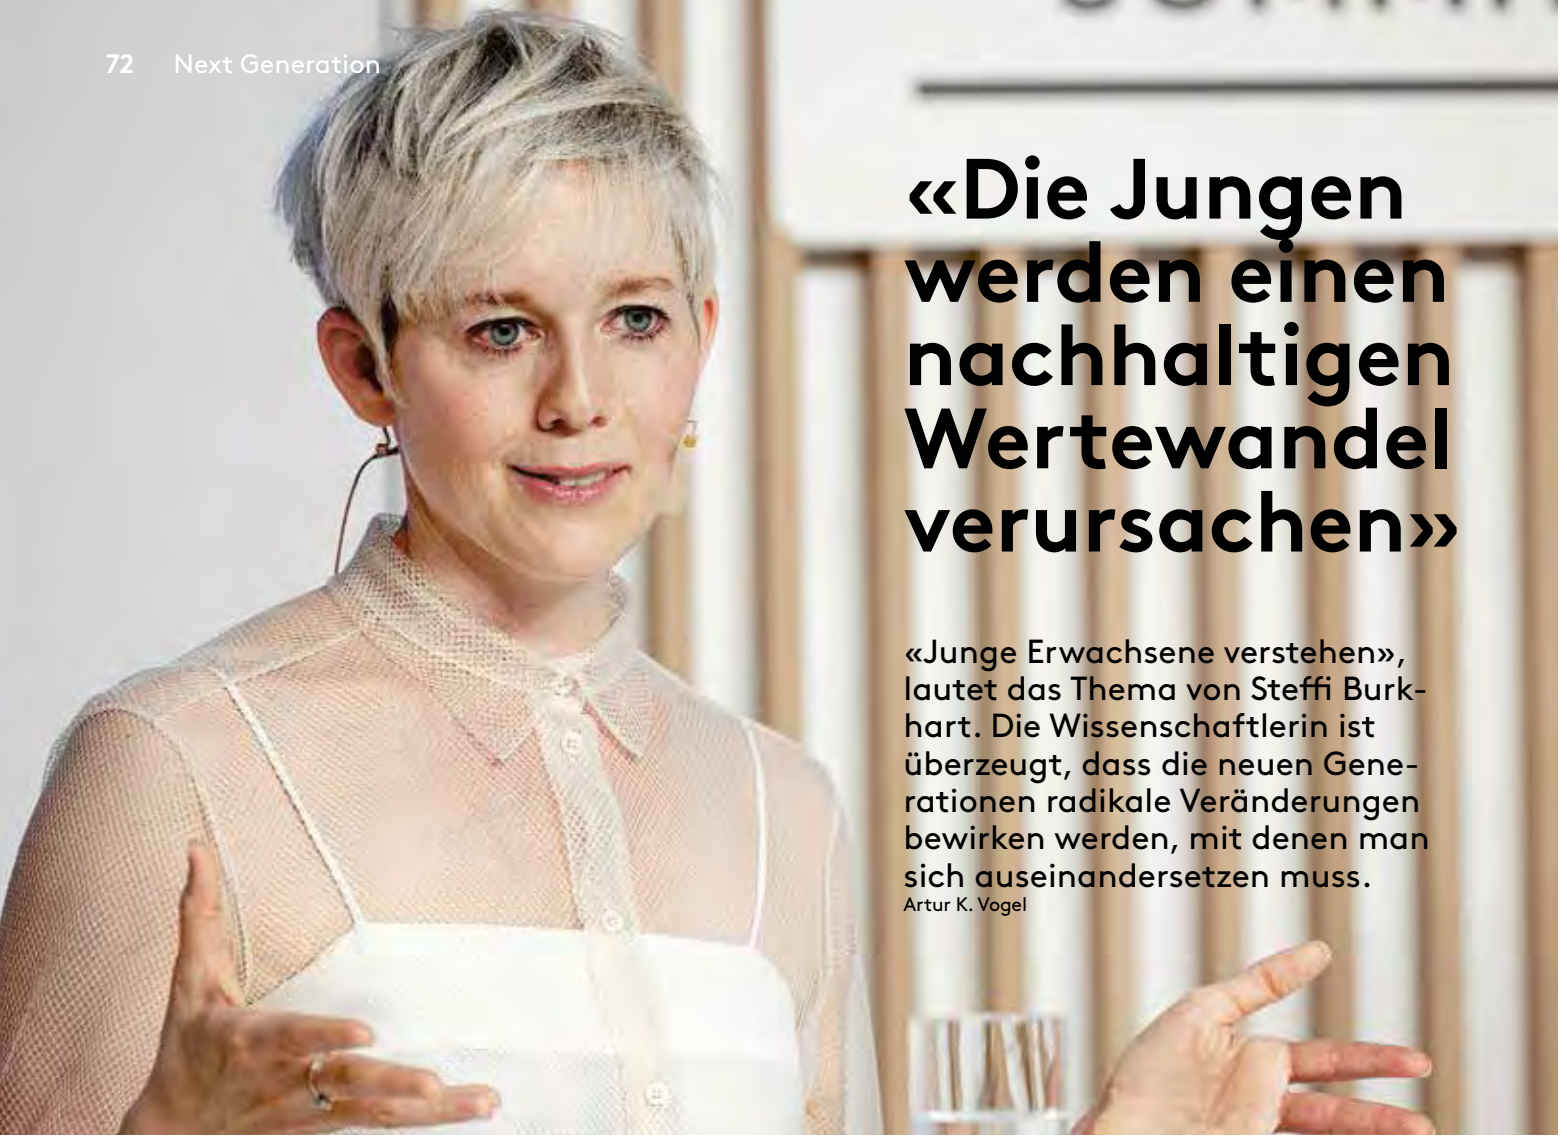 72 Next Generation
«Die Jungen
werden einen
nachhaltigen
Wertewandel
verursachen»
«Junge Erwachsene verstehen»,
lautet das Thema von Steffi Burk-
hart. Die Wissenschaftlerin ist
überzeugt, dass die neuen Gene-
rationen radikale Veränderungen
bewirken werden, mit denen man
sich auseinandersetzen muss.
Artur K. Vogel